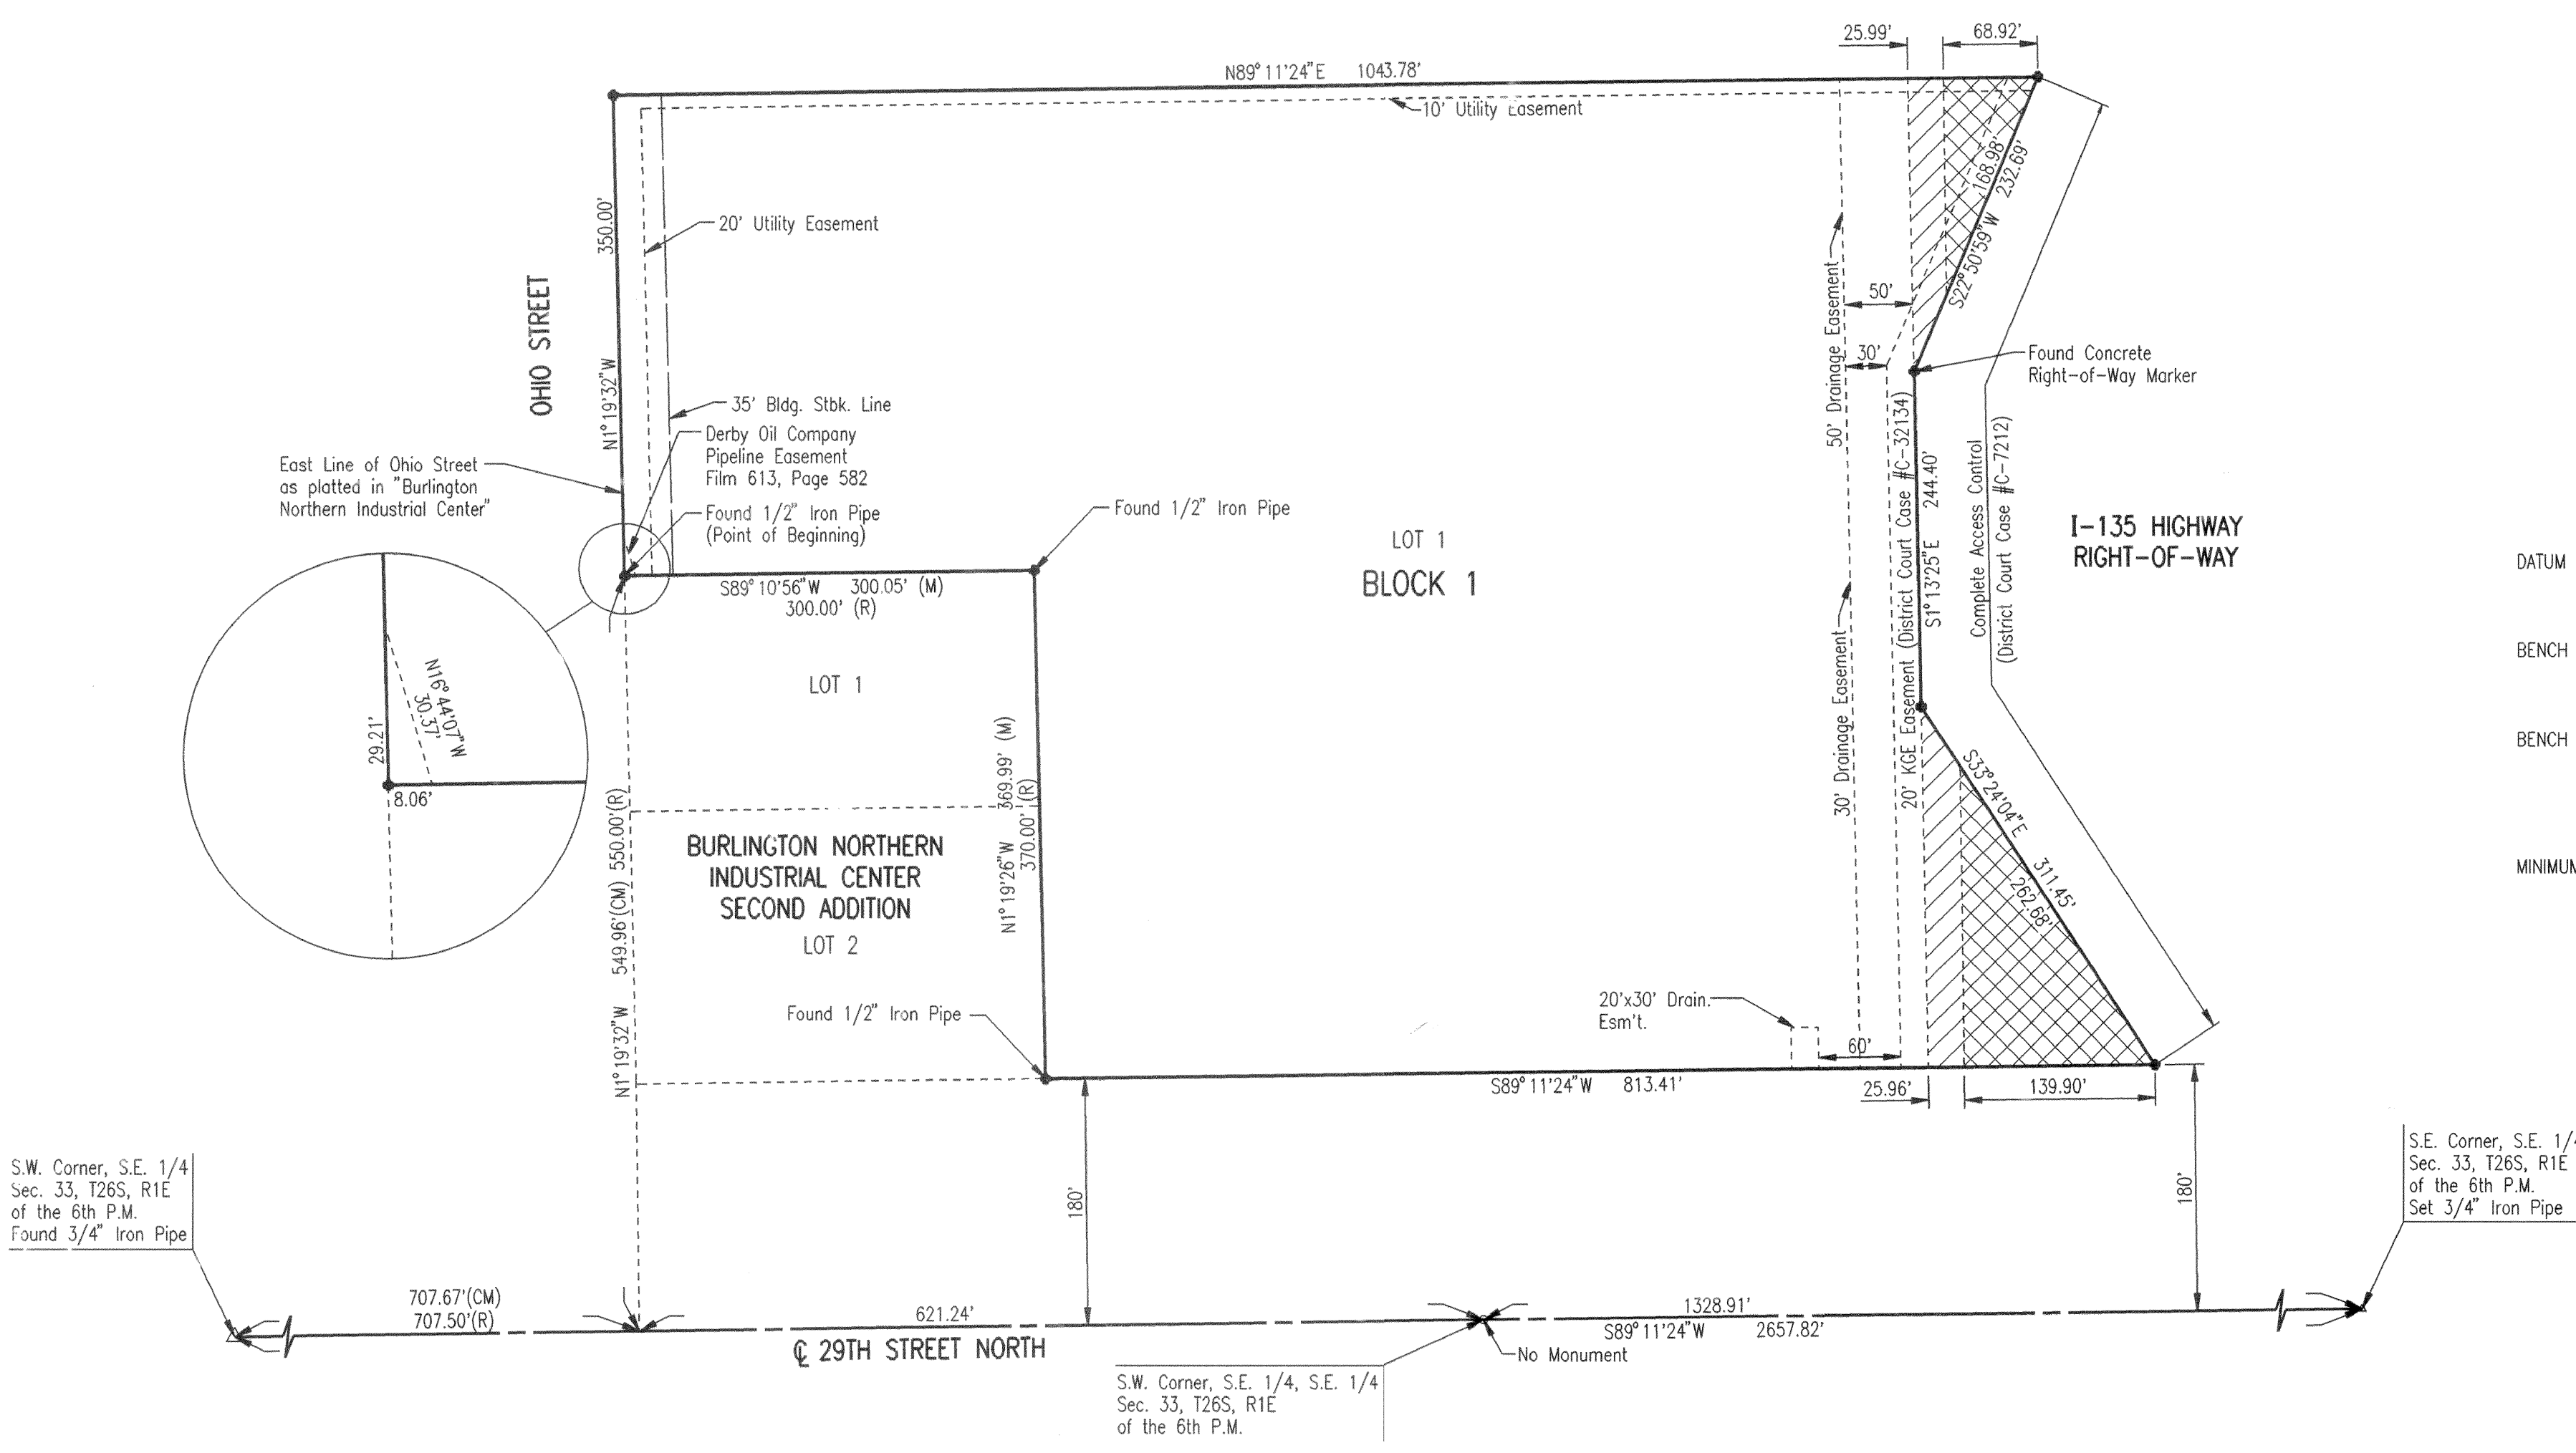 25.99'
68.92'
N89°11'24"E 1043.78'
10' Utility Easement
168.98'
S22°50'59"W 232.69'
350.00'
N1°19'32"W
20' Utility Easement
OHIO STREET
50' Drainage Easement
50'
30'
Found Concrete
Right-of-Way Marker
35' Bldg. Stbk. Line
Derby Oil Company
Pipeline Easement
Film 613, Page 582
East Line of Ohio Street
as platted in "Burlington
Northern Industrial Center"
Found 1/2" Iron Pipe
(Point of Beginning)
Found 1/2" Iron Pipe
LOT 1
BLOCK 1
20' KGE Easement (District Court Case #C-32134)
S1°13'25"E 244.40'
Complete Access Control
(District Court Case #C-7212)
I-135 HIGHWAY
RIGHT-OF-WAY
DATUM
BENCH
BENCH
MINIMUM
S89°10'56"W 300.05' (M)
300.00' (R)
LOT 1
N16°44'07"W
30.37'
29.21'
8.06'
30' Drainage Easement
S33°24'04"E 311.45'
262.68'
N1°19'32"W 549.96'(CM) 550.00'(R)
N1°19'26"W 369.99' (M)
370.00' (R)
BURLINGTON NORTHERN
INDUSTRIAL CENTER
SECOND ADDITION
LOT 2
Found 1/2" Iron Pipe
20'x30' Drain.
Esm't.
60'
S89°11'24"W 813.41'
25.96'
139.90'
180'
180'
S.W. Corner, S.E. 1/4
Sec. 33, T26S, R1E
of the 6th P.M.
Found 3/4" Iron Pipe
S.E. Corner, S.E. 1/4
Sec. 33, T26S, R1E
of the 6th P.M.
Set 3/4" Iron Pipe
707.67'(CM)
707.50'(R)
621.24'
1328.91'
S89°11'24"W 2657.82'
℄ 29TH STREET NORTH
No Monument
S.W. Corner, S.E. 1/4, S.E. 1/4
Sec. 33, T26S, R1E
of the 6th P.M.